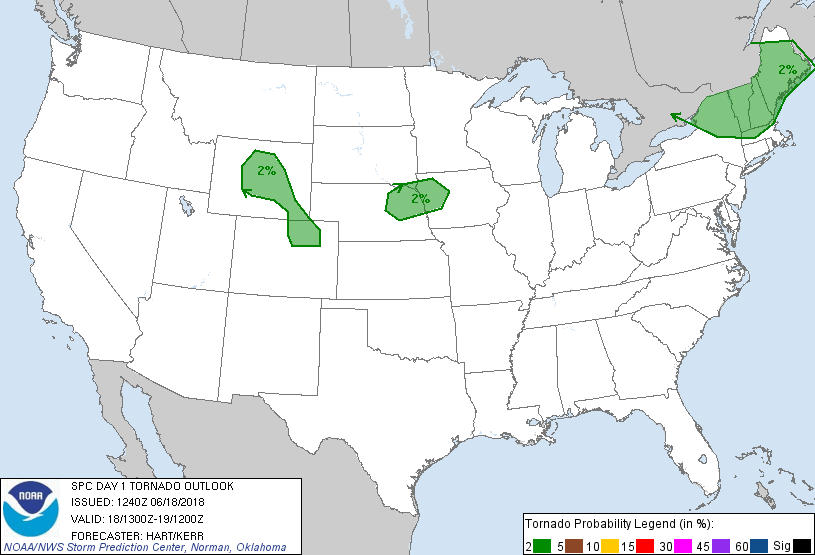 2%
2%
2%
NOAA
SPC DAY 1 TORNADO OUTLOOK
ISSUED: 1240Z 06/18/2018
VALID: 18/1300Z-19/1200Z
FORECASTER: HART/KERR
NOAA/NWS Storm Prediction Center, Norman, Oklahoma
Tornado Probability Legend (in %):
2 5 10 15 30 45 60 Sig